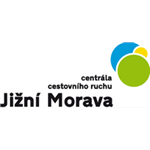 centrála
cestovního ruchu
Jižní Morava